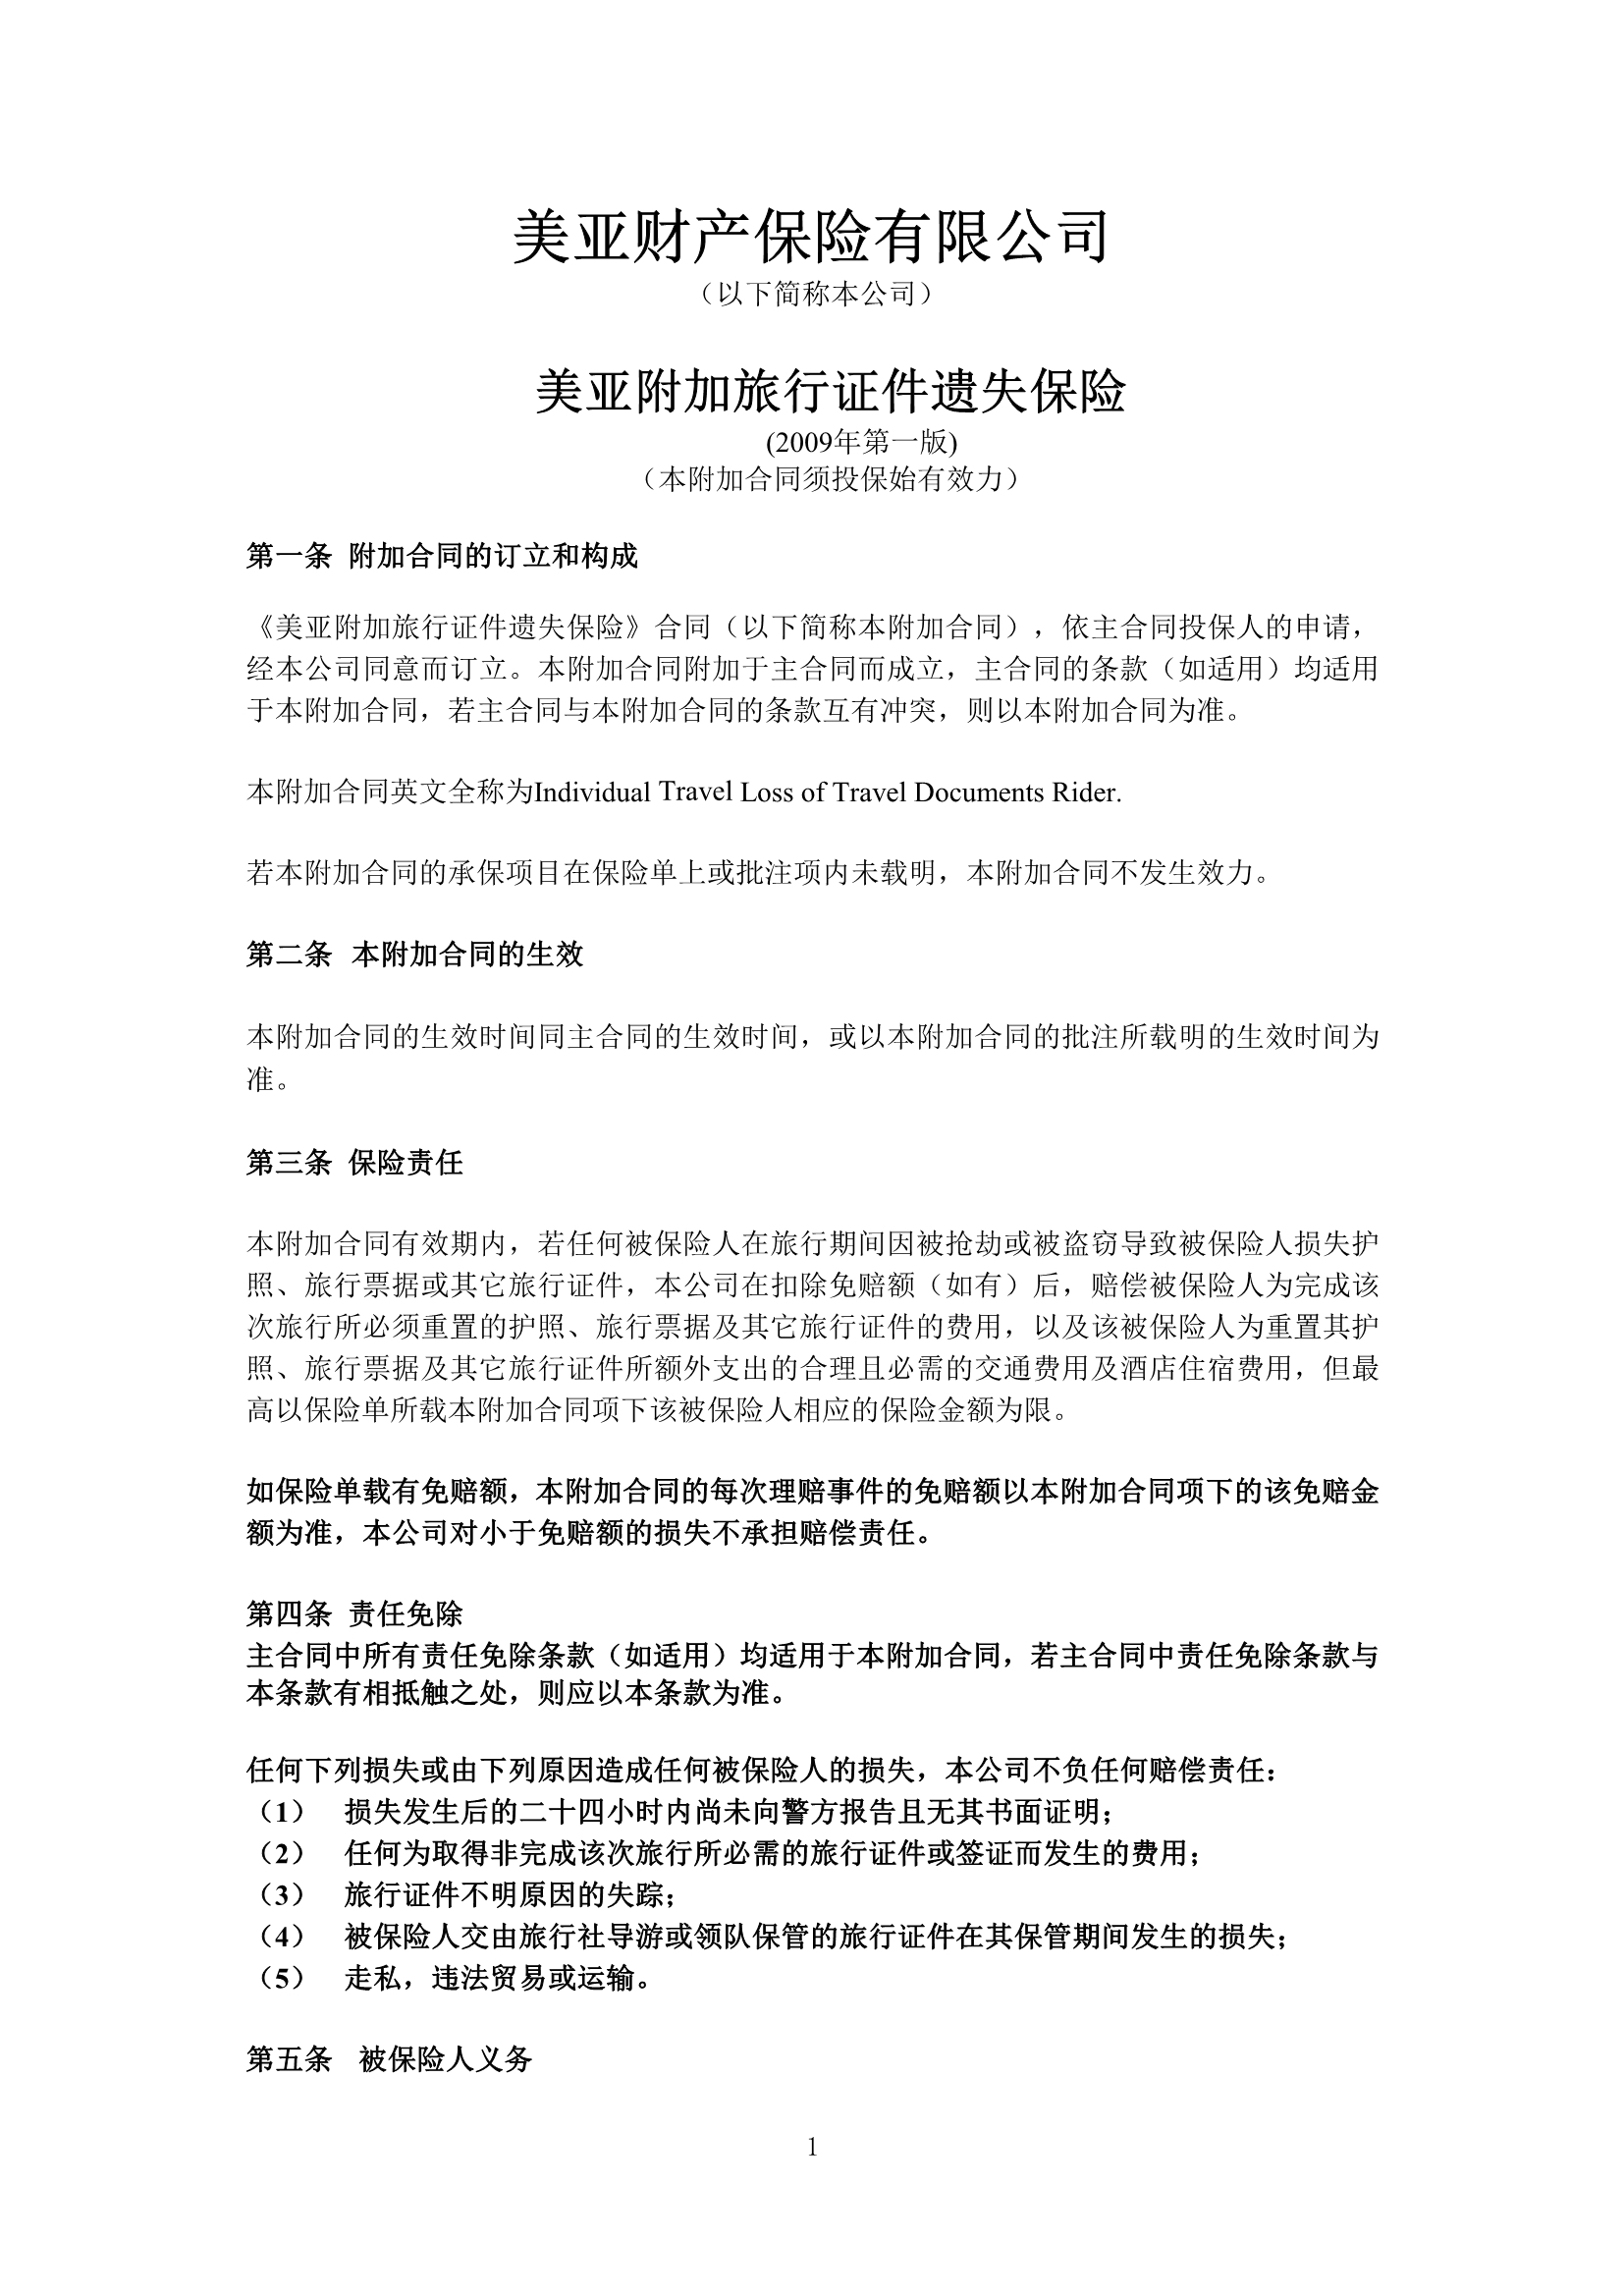 美亚财产保险有限公司
（以下简称本公司）
美亚附加旅行证件遗失保险
(2009年第一版)
（本附加合同须投保始有效力）
第一条 附加合同的订立和构成
《美亚附加旅行证件遗失保险》合同（以下简称本附加合同），依主合同投保人的申请，
经本公司同意而订立。本附加合同附加于主合同而成立，主合同的条款（如适用）均适用
于本附加合同，若主合同与本附加合同的条款互有冲突，则以本附加合同为准。
本附加合同英文全称为Individual Travel Loss of Travel Documents Rider.
若本附加合同的承保项目在保险单上或批注项内未载明，本附加合同不发生效力。
第二条 本附加合同的生效
本附加合同的生效时间同主合同的生效时间，或以本附加合同的批注所载明的生效时间为
准。
第三条 保险责任
本附加合同有效期内，若任何被保险人在旅行期间因被抢劫或被盗窃导致被保险人损失护
照、旅行票据或其它旅行证件，本公司在扣除免赔额（如有）后，赔偿被保险人为完成该
次旅行所必须重置的护照、旅行票据及其它旅行证件的费用，以及该被保险人为重置其护
照、旅行票据及其它旅行证件所额外支出的合理且必需的交通费用及酒店住宿费用，但最
高以保险单所载本附加合同项下该被保险人相应的保险金额为限。
如保险单载有免赔额，本附加合同的每次理赔事件的免赔额以本附加合同项下的该免赔金
额为准，本公司对小于免赔额的损失不承担赔偿责任。
第四条 责任免除
主合同中所有责任免除条款（如适用）均适用于本附加合同，若主合同中责任免除条款与
本条款有相抵触之处，则应以本条款为准。
任何下列损失或由下列原因造成任何被保险人的损失，本公司不负任何赔偿责任：
（1） 损失发生后的二十四小时内尚未向警方报告且无其书面证明；
（2） 任何为取得非完成该次旅行所必需的旅行证件或签证而发生的费用；
（3） 旅行证件不明原因的失踪；
（4） 被保险人交由旅行社导游或领队保管的旅行证件在其保管期间发生的损失；
（5） 走私，违法贸易或运输。
第五条 被保险人义务
1